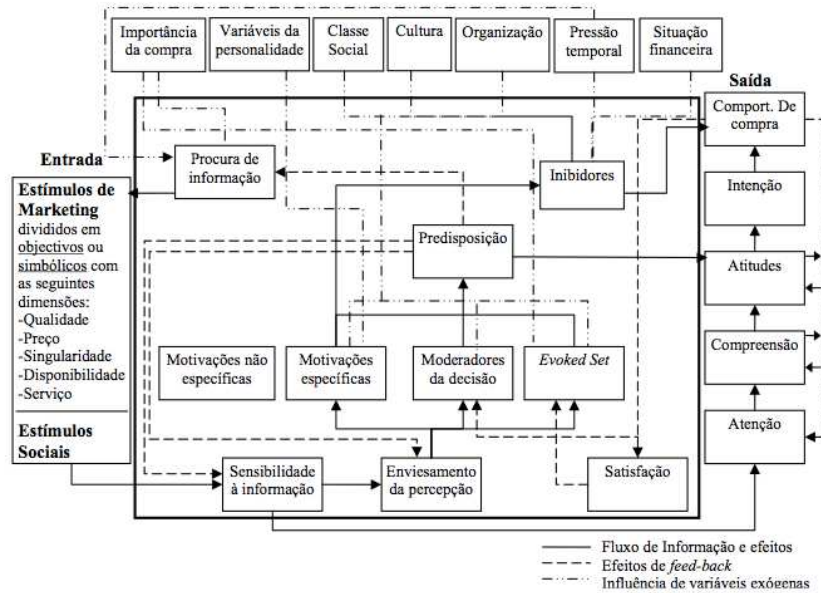 Importância
da compra
Variáveis da
personalidade
Classe
Social
Cultura
Organização
Pressão
temporal
Situação
financeira
Saída
Comport. De
compra
Entrada
Procura de
informação
Inibidores
Estímulos de
Marketing
divididos em
objectivos ou
simbólicos com
as seguintes
dimensões:
-Qualidade
-Preço
-Singularidade
-Disponibilidade
-Serviço
Estímulos
Sociais
Intenção
Predisposição
Atitudes
Motivações não
específicas
Motivações
específicas
Moderadores
da decisão
Evoked Set
Compreensão
Atenção
Sensibilidade
à informação
Enviesamento
da percepção
Satisfação
Fluxo de Informação e efeitos
Efeitos de feed-back
Influência de variáveis exógenas